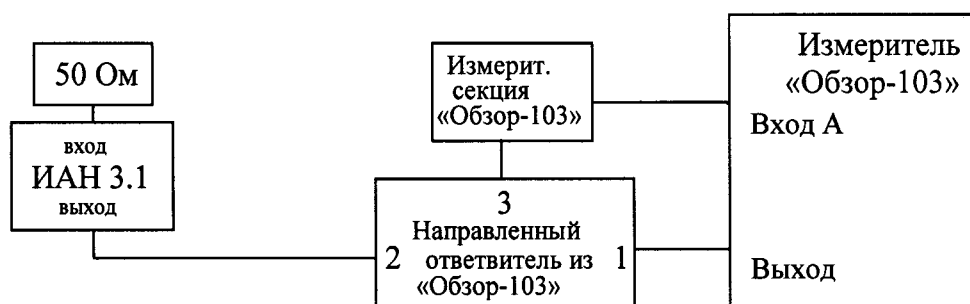 50 Ом
вход
ИАН 3.1
выход
Измерит.
секция
«Обзор-103»
Измеритель
«Обзор-103»
Вход А
Выход
3
Направленный
2 ответвитель из 1
«Обзор-103»